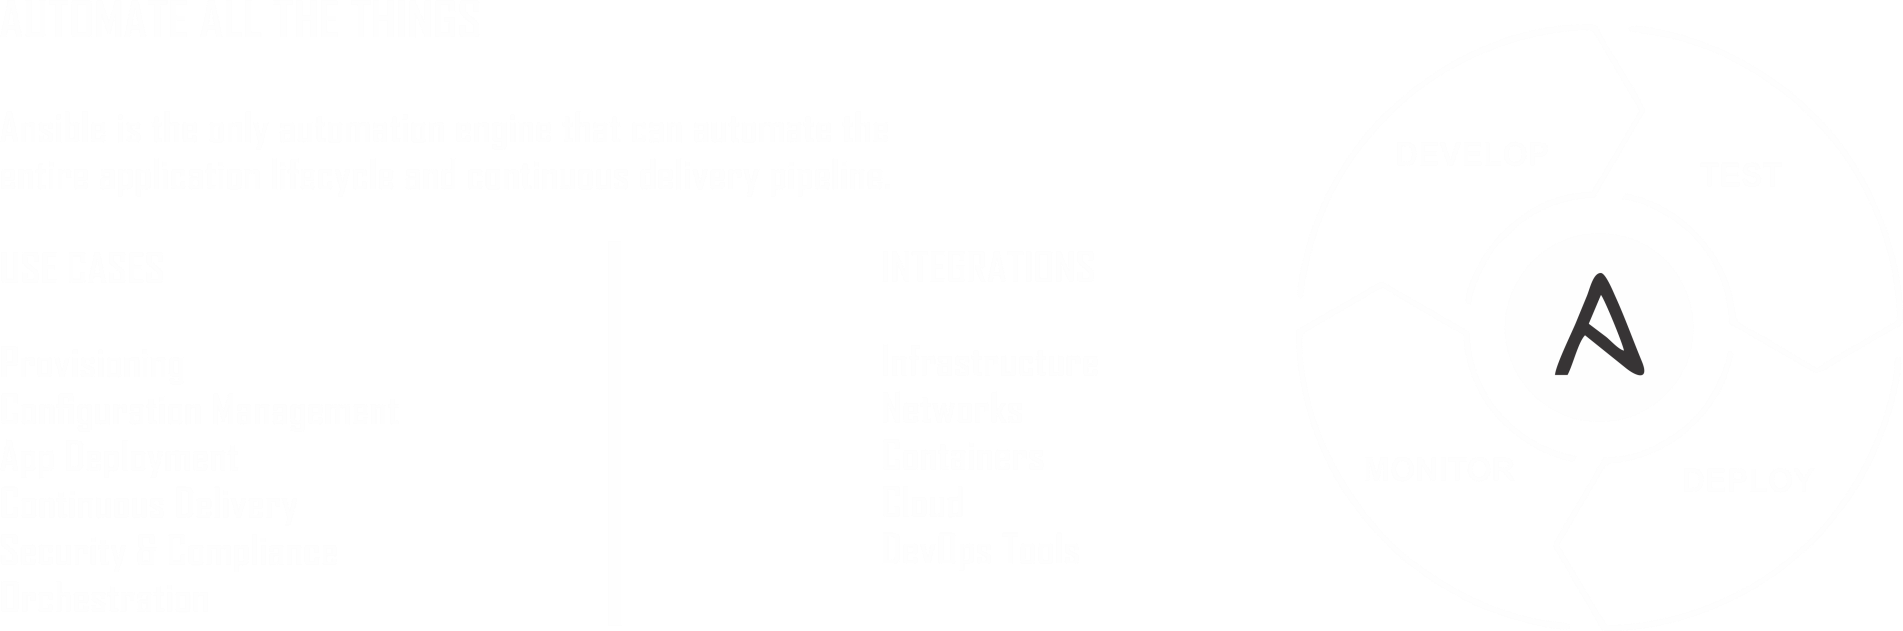 AUTOMATE ALL THE THINGS
Ansible is the only automation engine that can automate the
entire application lifecycle and continuous delivery pipeline.
USE CASES
Provisioning
Configuration Management
App Deployment
Continuous Delivery
Security & Compliance
Orchestration
INTEGRATIONS
Infrastructure
Networks
Containers
Cloud
DevOps Tools
DEVELOP
TEST
MONITOR
DEPLOY